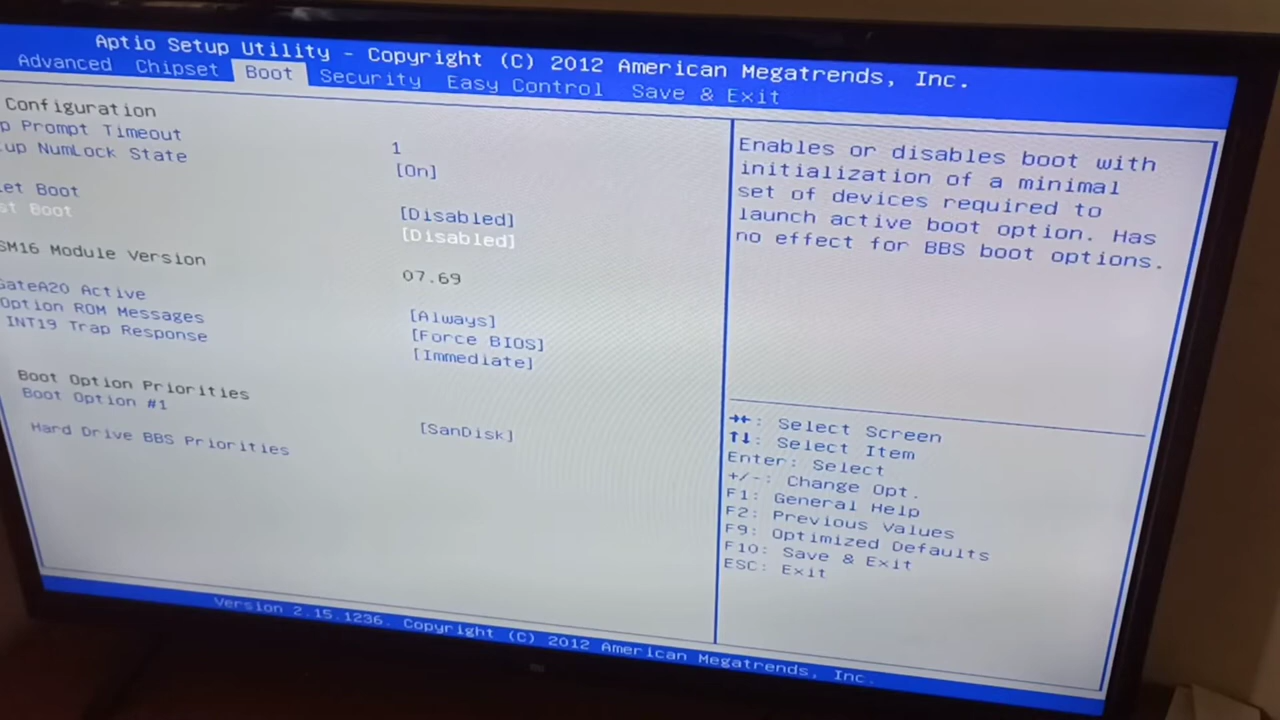 Aptio Setup Utility - Copyright (C) 2012 American Megatrends, Inc.
Advanced Chipset Boot Security Easy Control Save & Exit
Configuration
Prompt Timeout 1
NumLock State [On]
Boot [Disabled]
Boot [Disabled]
SM16 Module Version 07.69
GateA20 Active [Always]
Option ROM Messages [Force BIOS]
INT19 Trap Response [Immediate]
Boot Option Priorities
Boot Option #1 [SanDisk]
Hard Drive BBS Priorities
Enables or disables boot with
initialization of a minimal
set of devices required to
launch active boot option. Has
no effect for BBS boot options.
→←: Select Screen
↑↓: Select Item
Enter: Select
+/-: Change Opt.
F1: General Help
F2: Previous Values
F9: Optimized Defaults
F10: Save & Exit
ESC: Exit
Version 2.15.1236. Copyright (C) 2012 American Megatrends, Inc.